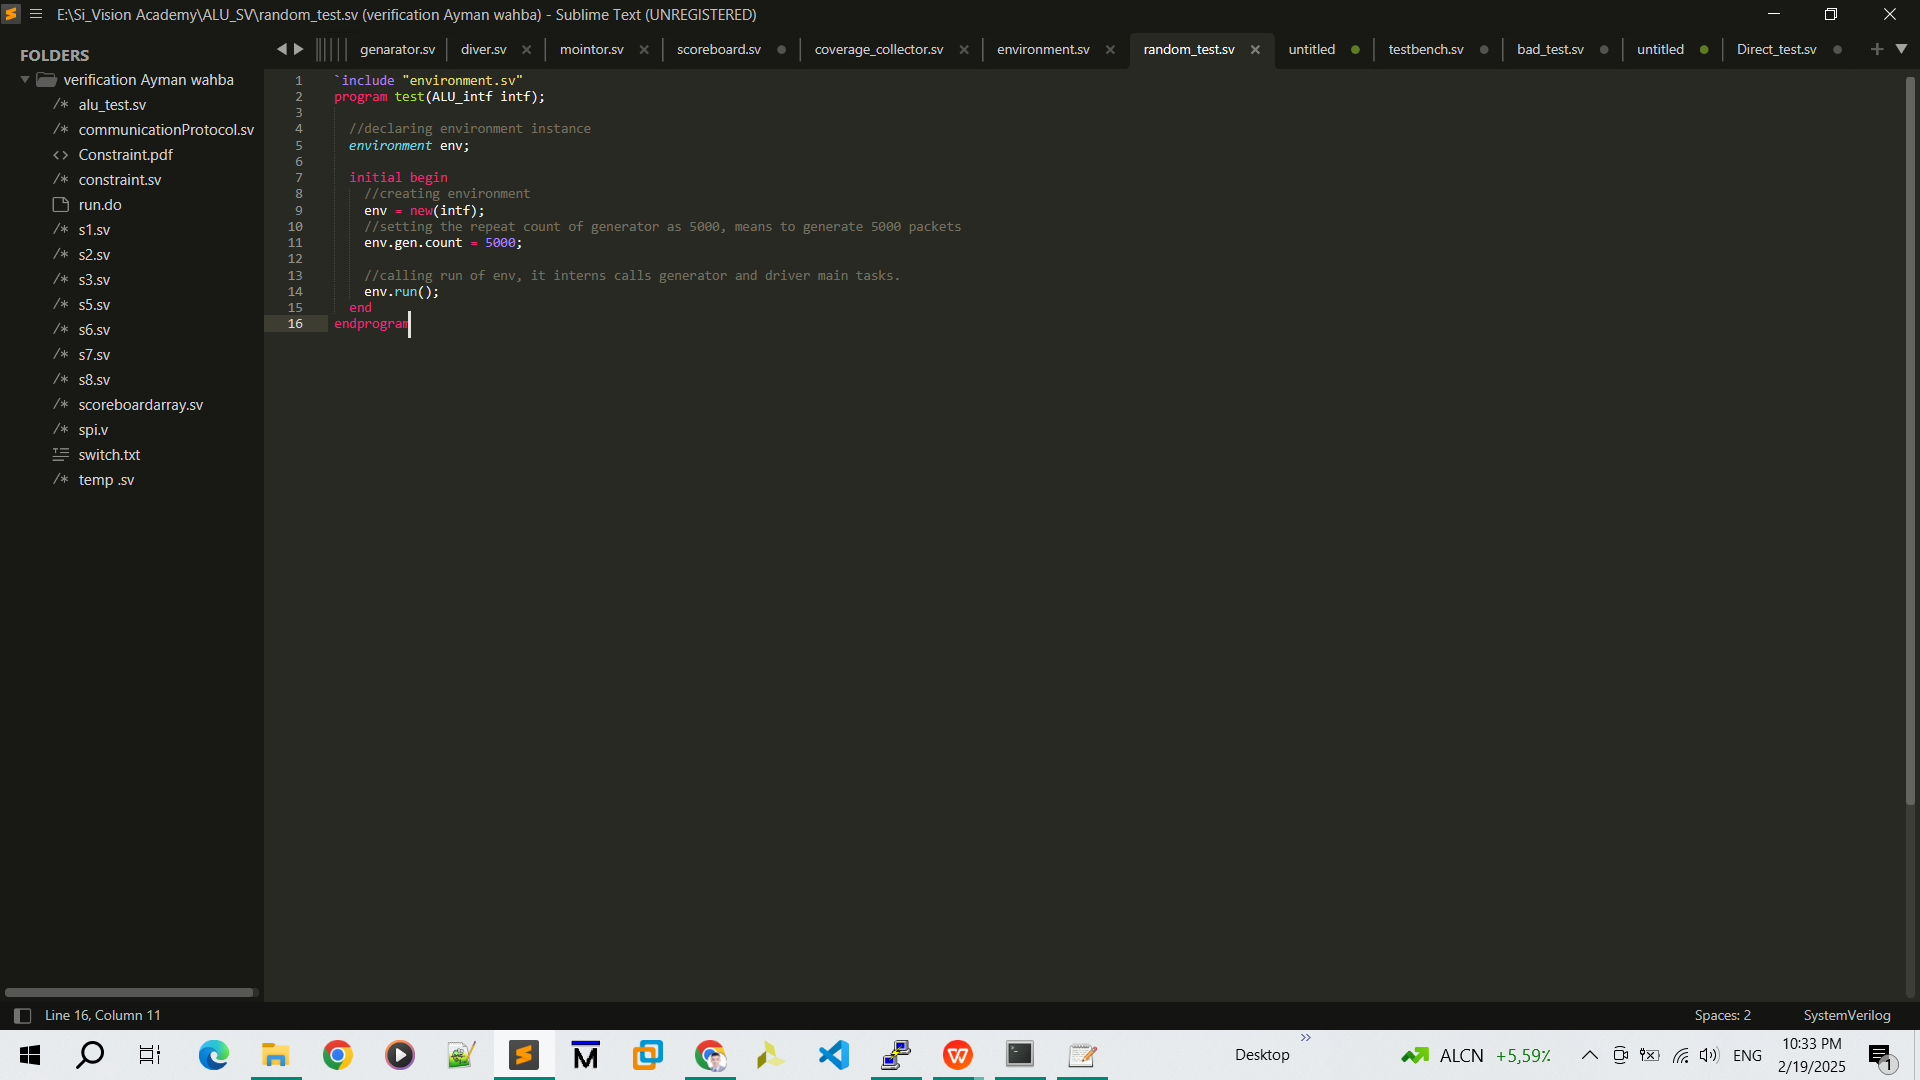 E:\Si_Vision Academy\ALU_SV\random_test.sv (verification Ayman wahba) - Sublime Text (UNREGISTERED)
FOLDERS
verification Ayman wahba
alu_test.sv
communicationProtocol.sv
Constraint.pdf
constraint.sv
run.do
s1.sv
s2.sv
s3.sv
s5.sv
s6.sv
s7.sv
s8.sv
scoreboardarray.sv
spi.v
switch.txt
temp .sv
genarator.sv diver.sv mointor.sv scoreboard.sv coverage_collector.sv environment.sv random_test.sv untitled testbench.sv bad_test.sv untitled Direct_test.sv
1 `include "environment.sv"
2 program test(ALU_intf intf);
3
4 //declaring environment instance
5 environment env;
6
7 initial begin
8 //creating environment
9 env = new(intf);
10 //setting the repeat count of generator as 5000, means to generate 5000 packets
11 env.gen.count = 5000;
12
13 //calling run of env, it interns calls generator and driver main tasks.
14 env.run();
15 end
16 endprogram
Line 16, Column 11 Spaces: 2 SystemVerilog
Desktop ALCN +5,59% ENG 10:33 PM
2/19/2025 1